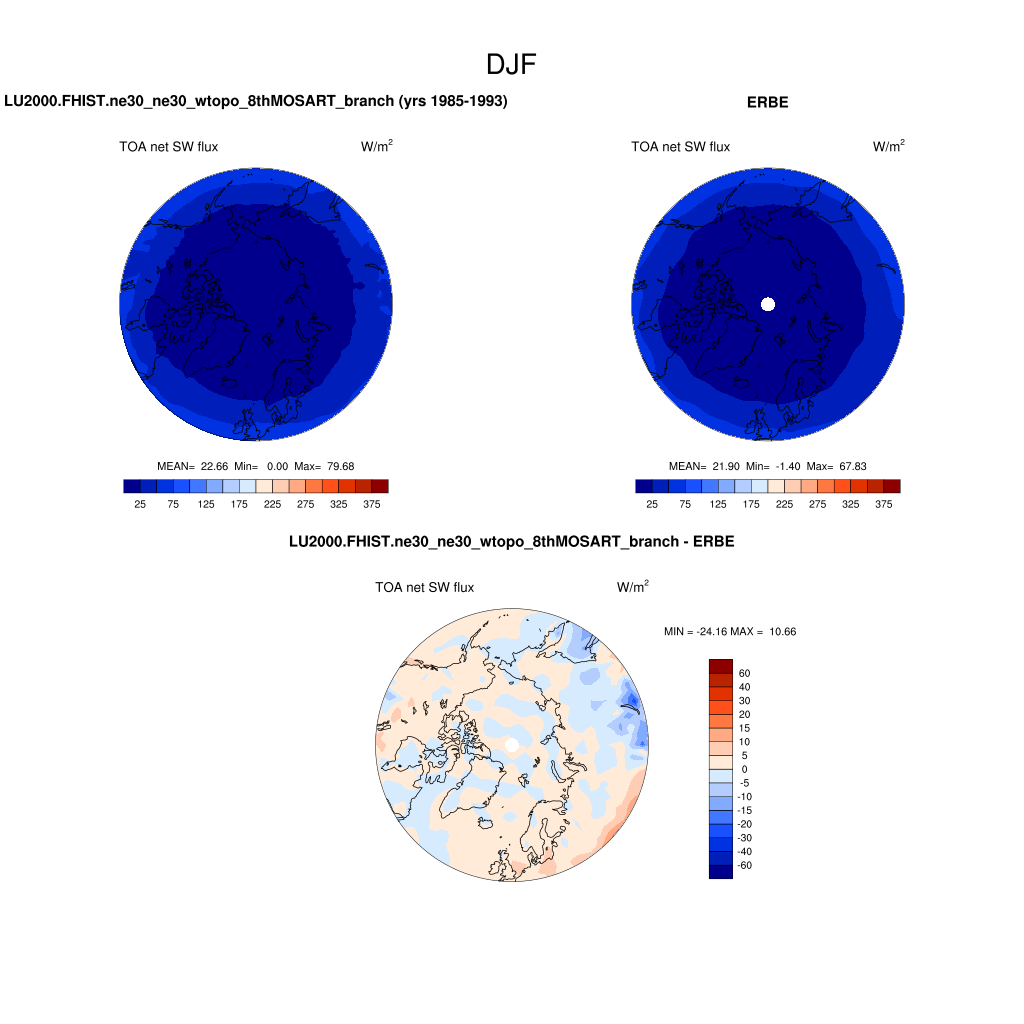 DJF
LU2000.FHIST.ne30_ne30_wtopo_8thMOSART_branch (yrs 1985-1993)
ERBE
TOA net SW flux W/m²
TOA net SW flux W/m²
MEAN= 22.66 Min= 0.00 Max= 79.68
MEAN= 21.90 Min= -1.40 Max= 67.83
25 75 125 175 225 275 325 375
25 75 125 175 225 275 325 375
LU2000.FHIST.ne30_ne30_wtopo_8thMOSART_branch - ERBE
TOA net SW flux W/m²
MIN = -24.16 MAX = 10.66
60
40
30
20
15
10
5
0
-5
-10
-15
-20
-30
-40
-60